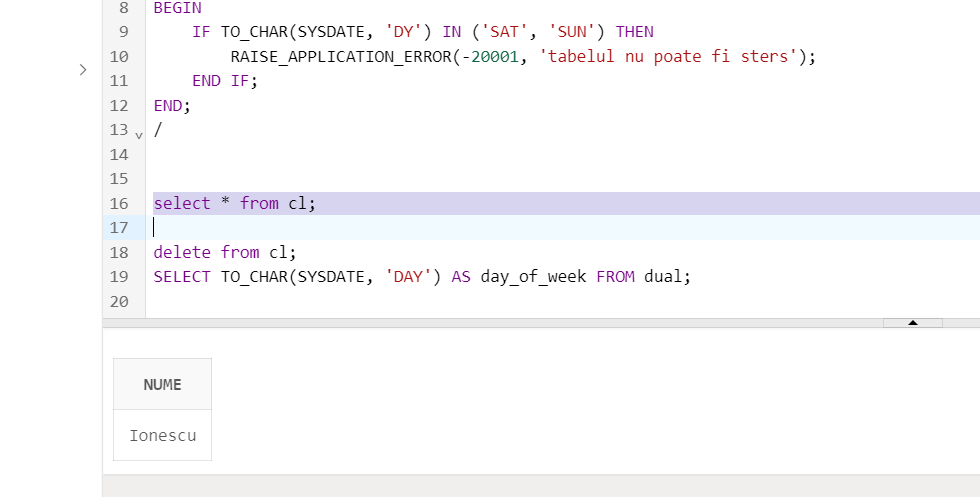 8 BEGIN
9 IF TO_CHAR(SYSDATE, 'DY') IN ('SAT', 'SUN') THEN
10 RAISE_APPLICATION_ERROR(-20001, 'tabelul nu poate fi sters');
11 END IF;
12 END;
13 /
14
15
16 select * from cl;
17
18 delete from cl;
19 SELECT TO_CHAR(SYSDATE, 'DAY') AS day_of_week FROM dual;
20
NUME
Ionescu